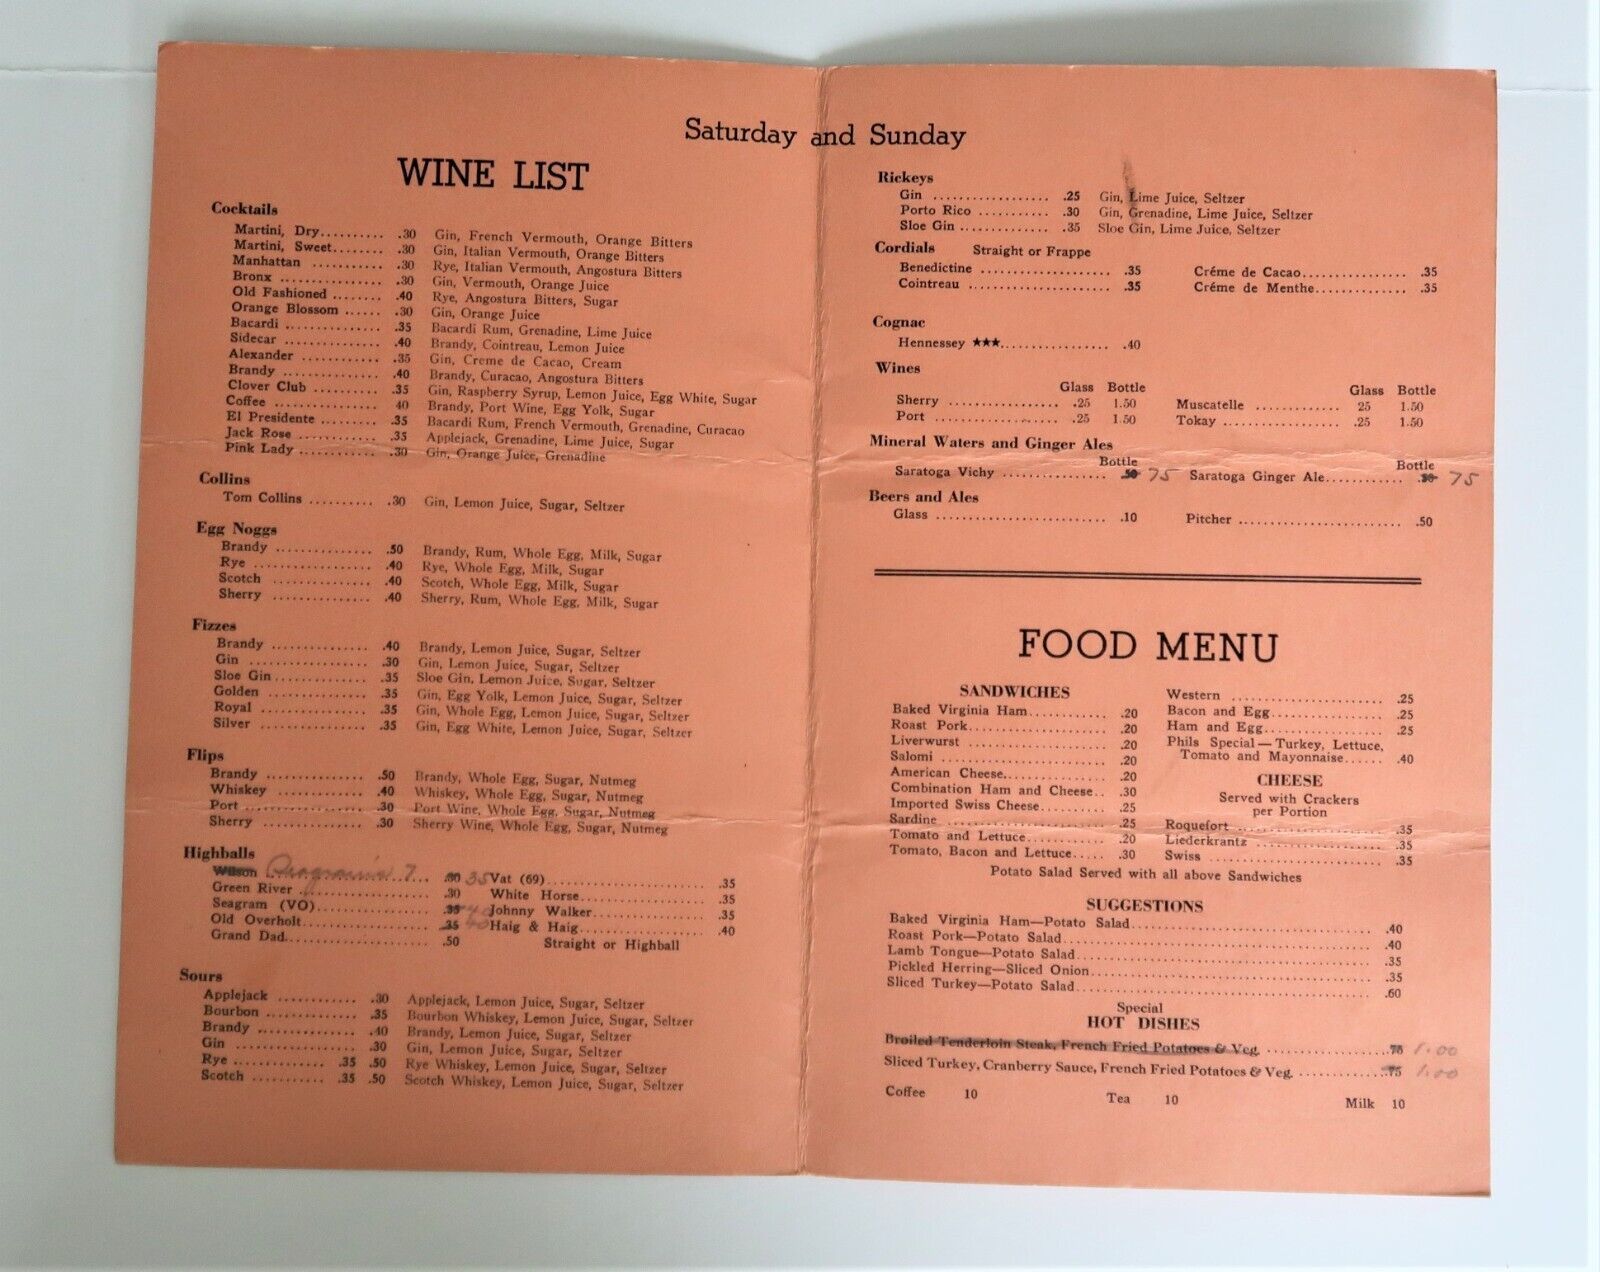 Saturday and Sunday
WINE LIST
Cocktails
Martini, Dry.......... .30 Gin, French Vermouth, Orange Bitters
Martini, Sweet........ .30 Gin, Italian Vermouth, Orange Bitters
Manhattan ........... .30 Rye, Italian Vermouth, Angostura Bitters
Bronx ................ .30 Gin, Vermouth, Orange Juice
Old Fashioned ........ .40 Rye, Angostura Bitters, Sugar
Orange Blossom ...... .30 Gin, Orange Juice
Bacardi ............... .35 Bacardi Rum, Grenadine, Lime Juice
Sidecar ................ .40 Brandy, Cointreau, Lemon Juice
Alexander ............ .35 Gin, Creme de Cacao, Cream
Brandy ............... .40 Brandy, Curacao, Angostura Bitters
Clover Club .......... .35 Gin, Raspberry Syrup, Lemon Juice, Egg White, Sugar
Coffee ................ 40 Brandy, Port Wine, Egg Yolk, Sugar
El Presidente ......... .35 Bacardi Rum, French Vermouth, Grenadine, Curacao
Jack Rose ............ .35 Applejack, Grenadine, Lime Juice, Sugar
Pink Lady ............ .30 Gin, Orange Juice, Grenadine
Collins
Tom Collins .......... .30 Gin, Lemon Juice, Sugar, Seltzer
Egg Noggs
Brandy ............... .50 Brandy, Rum, Whole Egg, Milk, Sugar
Rye .................. .40 Rye, Whole Egg, Milk, Sugar
Scotch ............... .40 Scotch, Whole Egg, Milk, Sugar
Sherry ............... .40 Sherry, Rum, Whole Egg, Milk, Sugar
Fizzes
Brandy ............... .40 Brandy, Lemon Juice, Sugar, Seltzer
Gin .................. .30 Gin, Lemon Juice, Sugar, Seltzer
Sloe Gin............... .35 Sloe Gin, Lemon Juice, Sugar, Seltzer
Golden ............... .35 Gin, Egg Yolk, Lemon Juice, Sugar, Seltzer
Royal ................ .35 Gin, Whole Egg, Lemon Juice, Sugar, Seltzer
Silver ................ .35 Gin, Egg White, Lemon Juice, Sugar, Seltzer
Flips
Brandy ............... .50 Brandy, Whole Egg, Sugar, Nutmeg
Whiskey .............. .40 Whiskey, Whole Egg, Sugar, Nutmeg
Port .................. .30 Port Wine, Whole Egg, Sugar, Nutmeg
Sherry ................ .30 Sherry Wine, Whole Egg, Sugar, Nutmeg
Highballs
Wilson Seagram's 7 .30 35 Vat (69)........................ .35
Green River .................. .30 White Horse................... .35
Seagram (VO)................. .35 40 Johnny Walker................. .35
Old Overholt................... .35 40 Haig & Haig................... .40
Grand Dad..................... .50 Straight or Highball
Sours
Applejack ............ .30 Applejack, Lemon Juice, Sugar, Seltzer
Bourbon .............. .35 Bourbon Whiskey, Lemon Juice, Sugar, Seltzer
Brandy ............... .40 Brandy, Lemon Juice, Sugar, Seltzer
Gin .................. .30 Gin, Lemon Juice, Sugar, Seltzer
Rye .............. .35 .50 Rye Whiskey, Lemon Juice, Sugar, Seltzer
Scotch ........... .35 .50 Scotch Whiskey, Lemon Juice, Sugar, Seltzer
Rickeys
Gin .................. .25 Gin, Lime Juice, Seltzer
Porto Rico ........... .30 Gin, Grenadine, Lime Juice, Seltzer
Sloe Gin.............. .35 Sloe Gin, Lime Juice, Seltzer
Cordials Straight or Frappe
Benedictine .................... .35 Créme de Cacao................ .35
Cointreau ...................... .35 Créme de Menthe.............. .35
Cognac
Hennessey ★★★................. .40
Wines
Glass Bottle Glass Bottle
Sherry ................. .25 1.50 Muscatelle ............. 25 1.50
Port .................... .25 1.50 Tokay .................. .25 1.50
Mineral Waters and Ginger Ales
Bottle Bottle
Saratoga Vichy ................ .50 75 Saratoga Ginger Ale............ .50 75
Beers and Ales
Glass .......................... .10 Pitcher ......................... .50
FOOD MENU
SANDWICHES
Baked Virginia Ham............ .20
Roast Pork..................... .20
Liverwurst ..................... .20
Salomi ......................... .20
American Cheese............... .20
Combination Ham and Cheese.. .30
Imported Swiss Cheese.......... .25
Sardine ........................ .25
Tomato and Lettuce............ .20
Tomato, Bacon and Lettuce..... .30
Western ........................ .25
Bacon and Egg................. .25
Ham and Egg.................. .25
Phils Special—Turkey, Lettuce,
Tomato and Mayonnaise...... .40
CHEESE
Served with Crackers
per Portion
Roquefort ...................... .35
Liederkrantz .................... .35
Swiss .......................... .35
Potato Salad Served with all above Sandwiches
SUGGESTIONS
Baked Virginia Ham—Potato Salad.................................... .40
Roast Pork—Potato Salad............................................. .40
Lamb Tongue—Potato Salad........................................... .35
Pickled Herring—Sliced Onion......................................... .35
Sliced Turkey—Potato Salad........................................... .60
Special
HOT DISHES
Broiled Tenderloin Steak, French Fried Potatoes & Veg. ................. .75 1.00
Sliced Turkey, Cranberry Sauce, French Fried Potatoes & Veg. ............ .75 1.00
Coffee 10 Tea 10 Milk 10